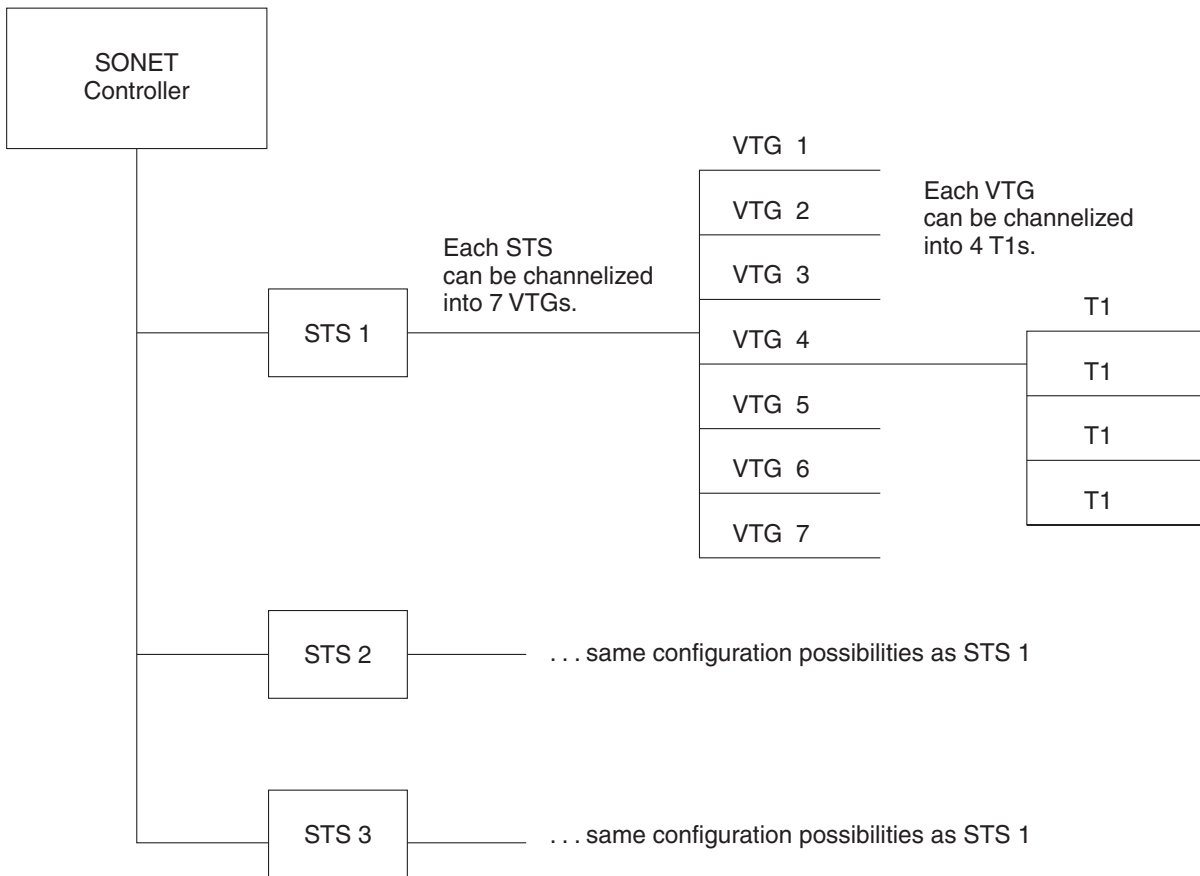 SONET
Controller
VTG 1
VTG 2
VTG 3
VTG 4
VTG 5
VTG 6
VTG 7
Each VTG
can be channelized
into 4 T1s.
Each STS
can be channelized
into 7 VTGs.
STS 1
T1
T1
T1
T1
STS 2
. . . same configuration possibilities as STS 1
STS 3
. . . same configuration possibilities as STS 1